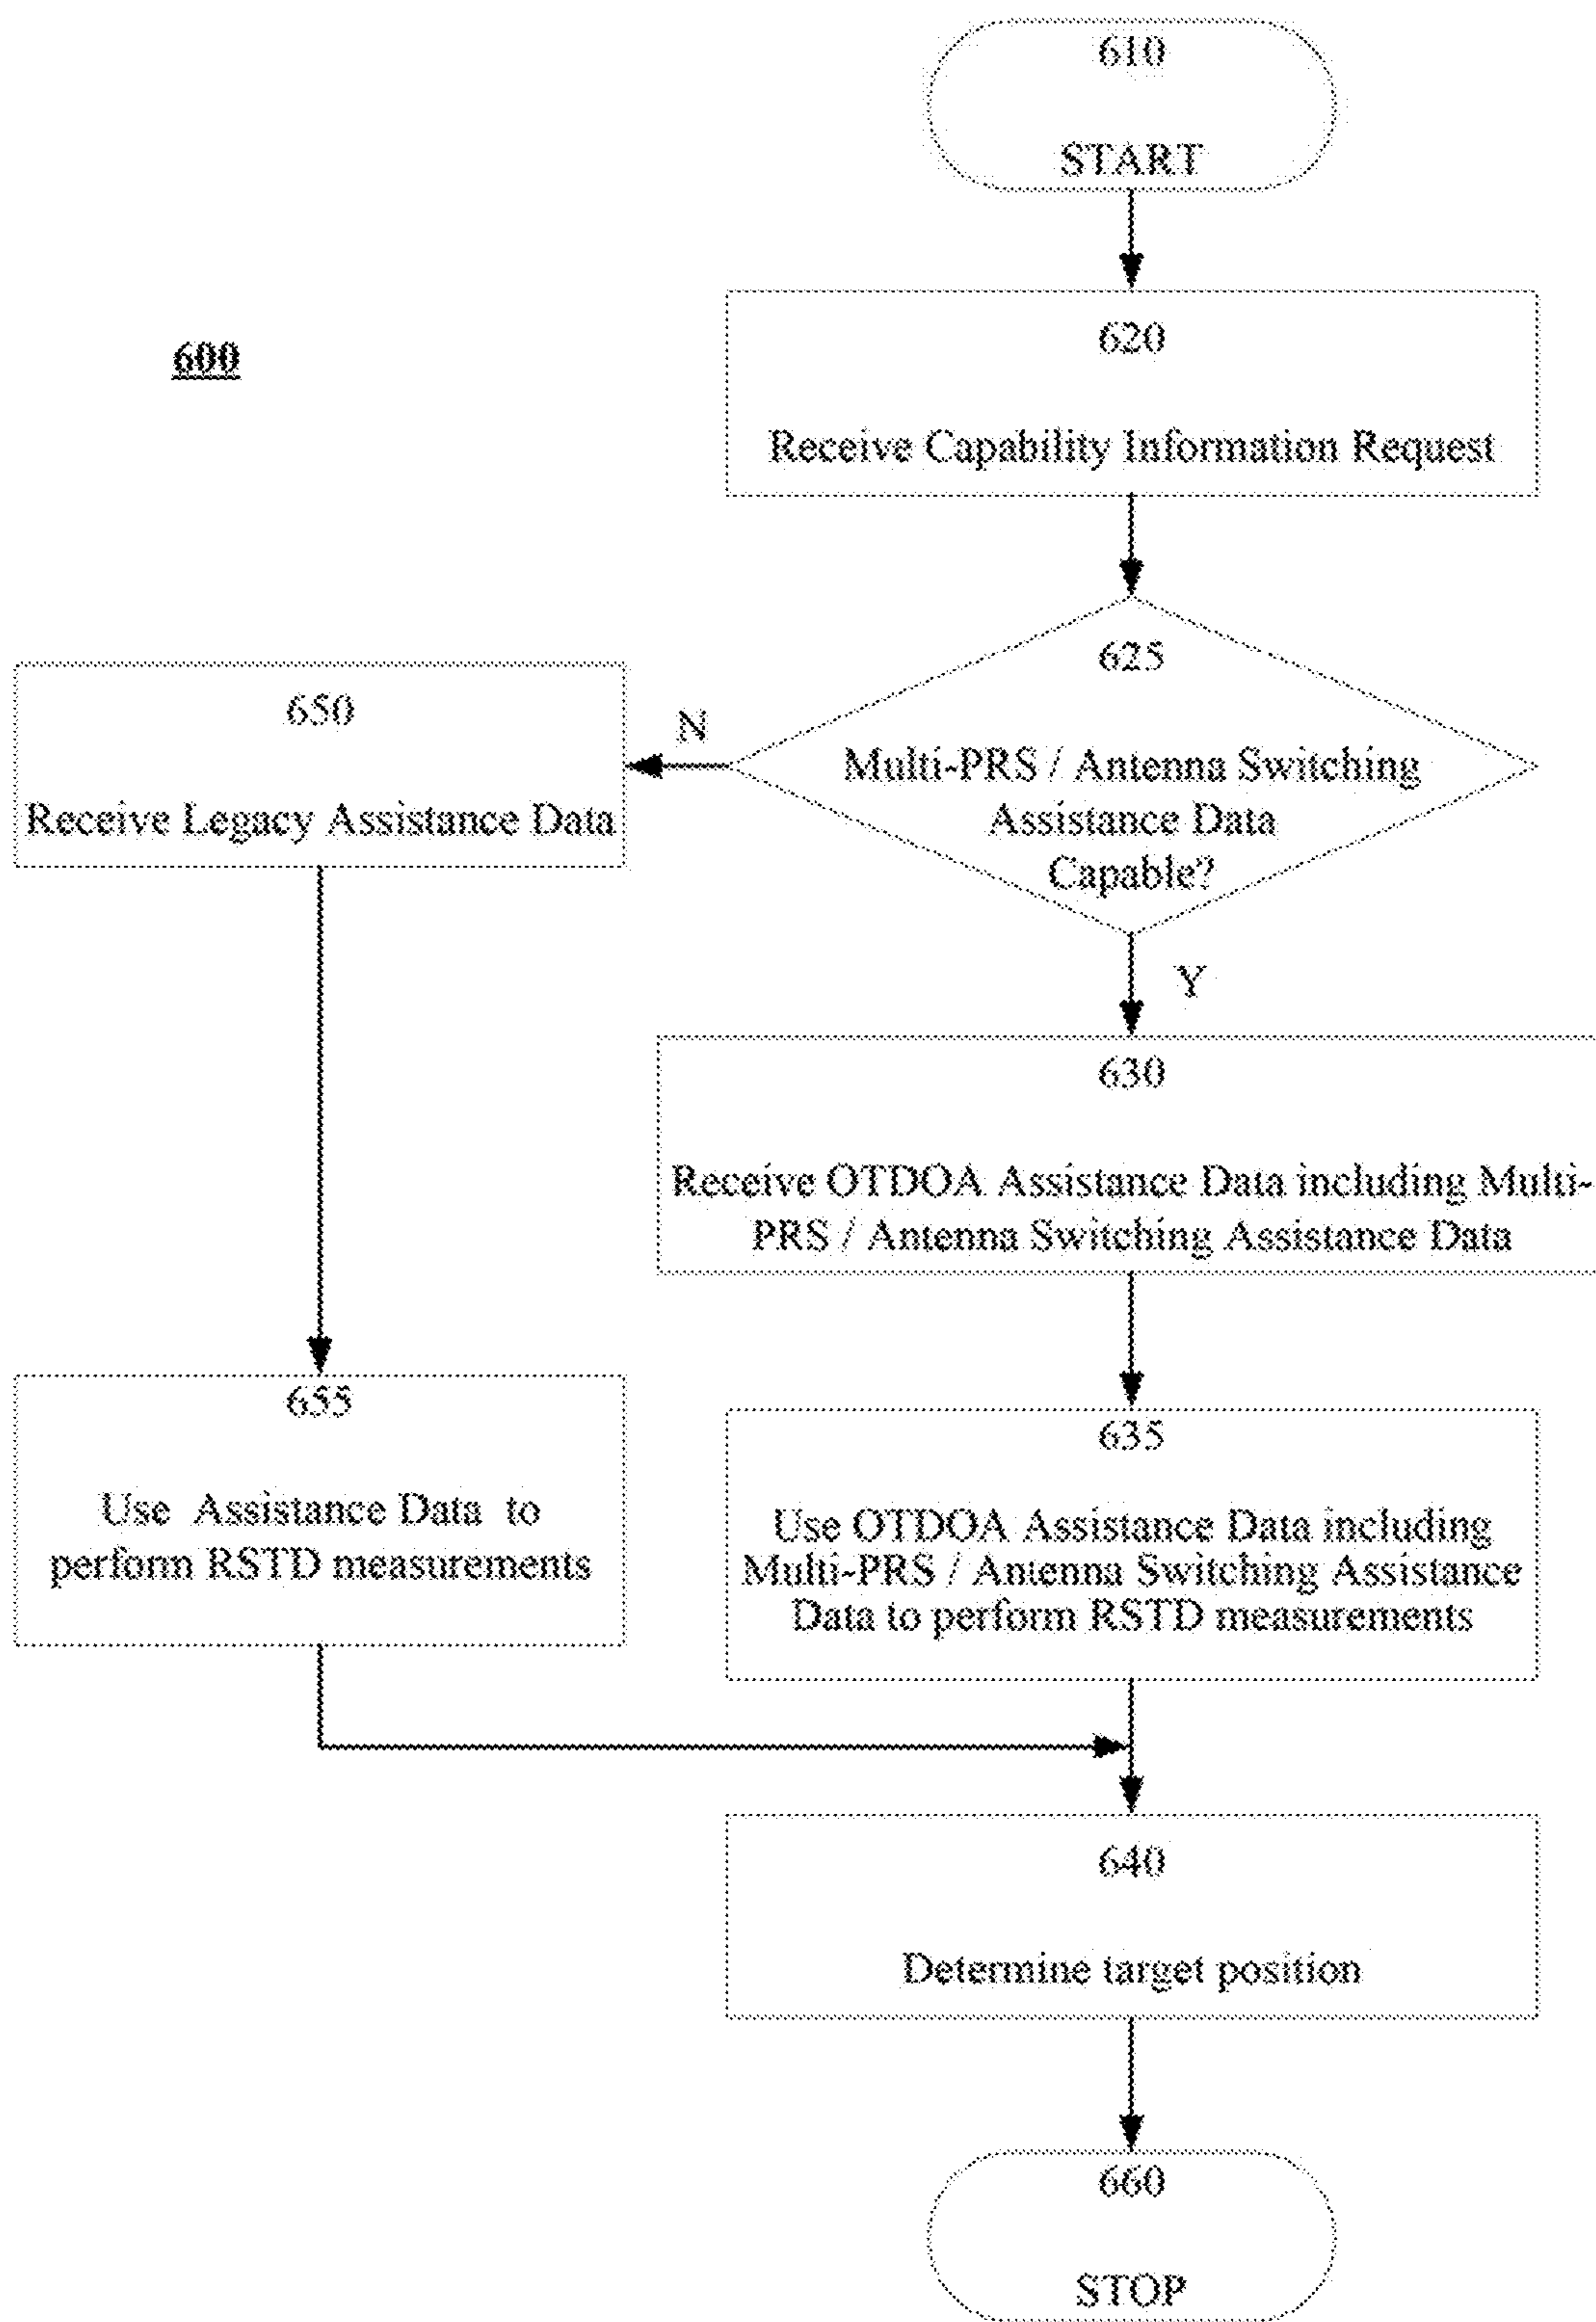 610
START
600
620
Receive Capability Information Request
625
Multi-PRS / Antenna Switching
Assistance Data
Capable?
N
650
Receive Legacy Assistance Data
Y
630
Receive OTDOA Assistance Data including Multi-
PRS / Antenna Switching Assistance Data
655
Use Assistance Data to
perform RSTD measurements
635
Use OTDOA Assistance Data including
Multi-PRS / Antenna Switching Assistance
Data to perform RSTD measurements
640
Determine target position
660
STOP